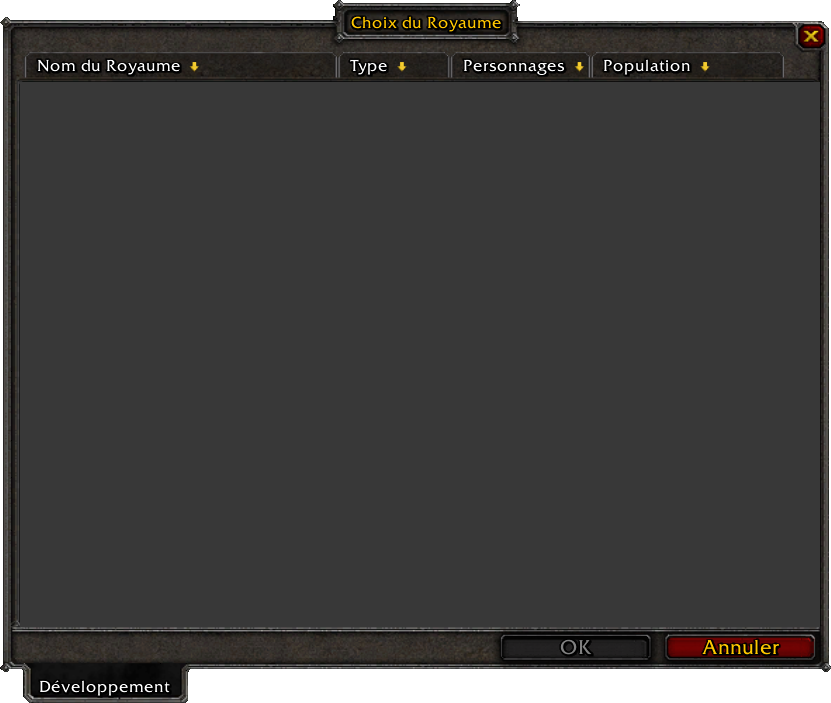 Choix du Royaume
Nom du Royaume Type Personnages Population
OK Annuler
Développement